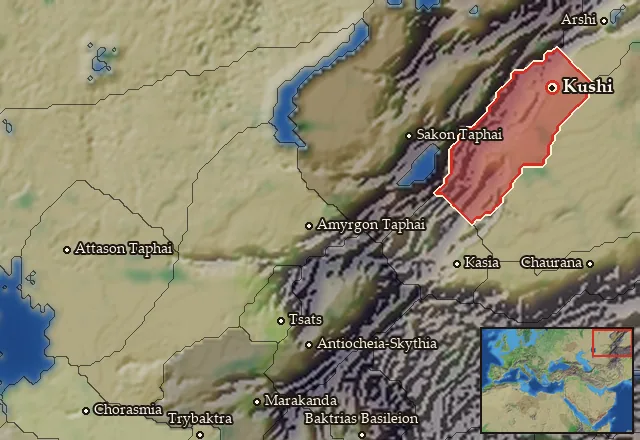 Arshi
Kushi
Sakon Taphai
Amyrgon Taphai
Attason Taphai
Kasia
Chaurana
Tsats
Antiocheia-Skythia
Marakanda
Chorasmia
Trybaktra
Baktrias Basileion